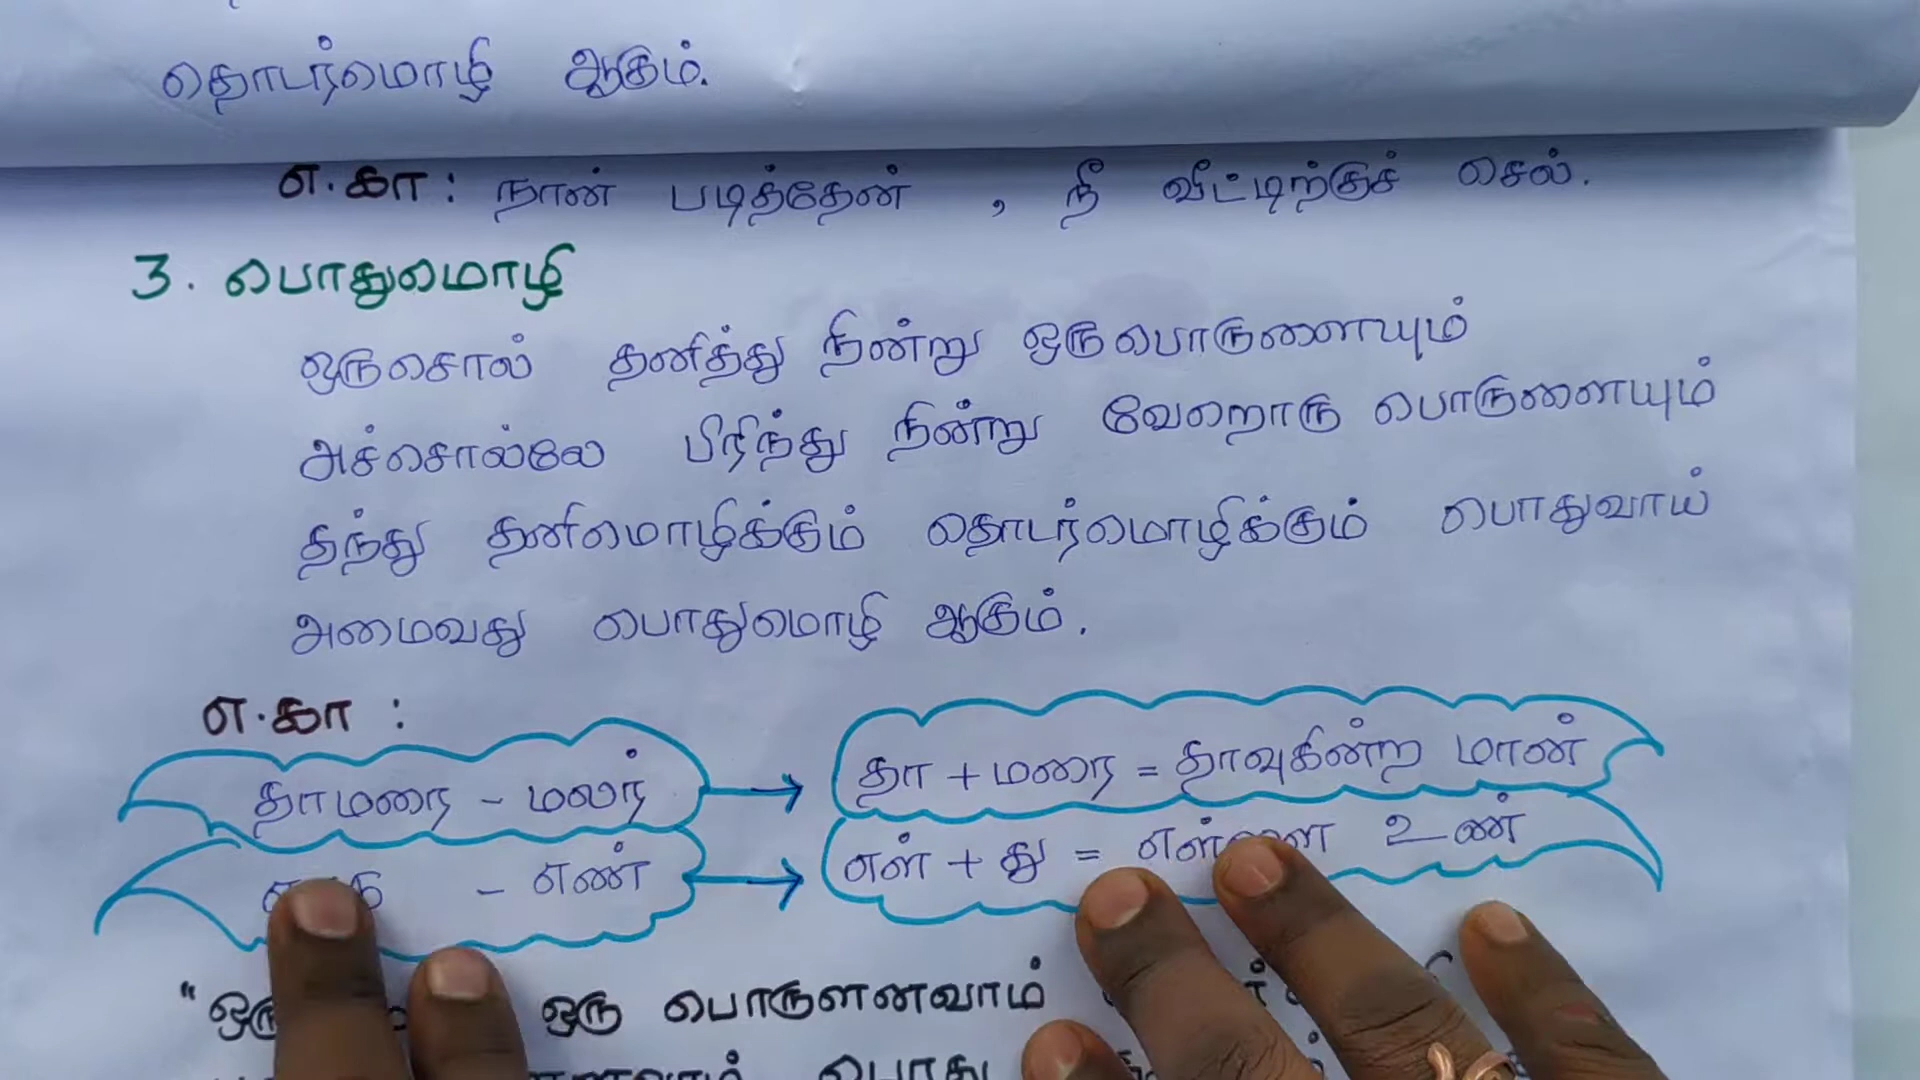 தொடர்மொழி ஆகும்.
எ.கா : நான் படித்தேன் , நீ வீட்டிற்குச் செல்.
3. பொதுமொழி
ஒருசொல் தனித்து நின்று ஒருபொருளையும்
அச்சொல்லே பிரிந்து நின்று வேறொரு பொருளையும்
தந்து தனிமொழிக்கும் தொடர்மொழிக்கும் பொதுவாய்
அமைவது பொதுமொழி ஆகும்.
எ.கா :
தாமரை - மலர் → தா + மரை = தாவுகின்ற மான்
- எண் → எள் + து = உண்
ஒரு பொருளனவாம்
பொது